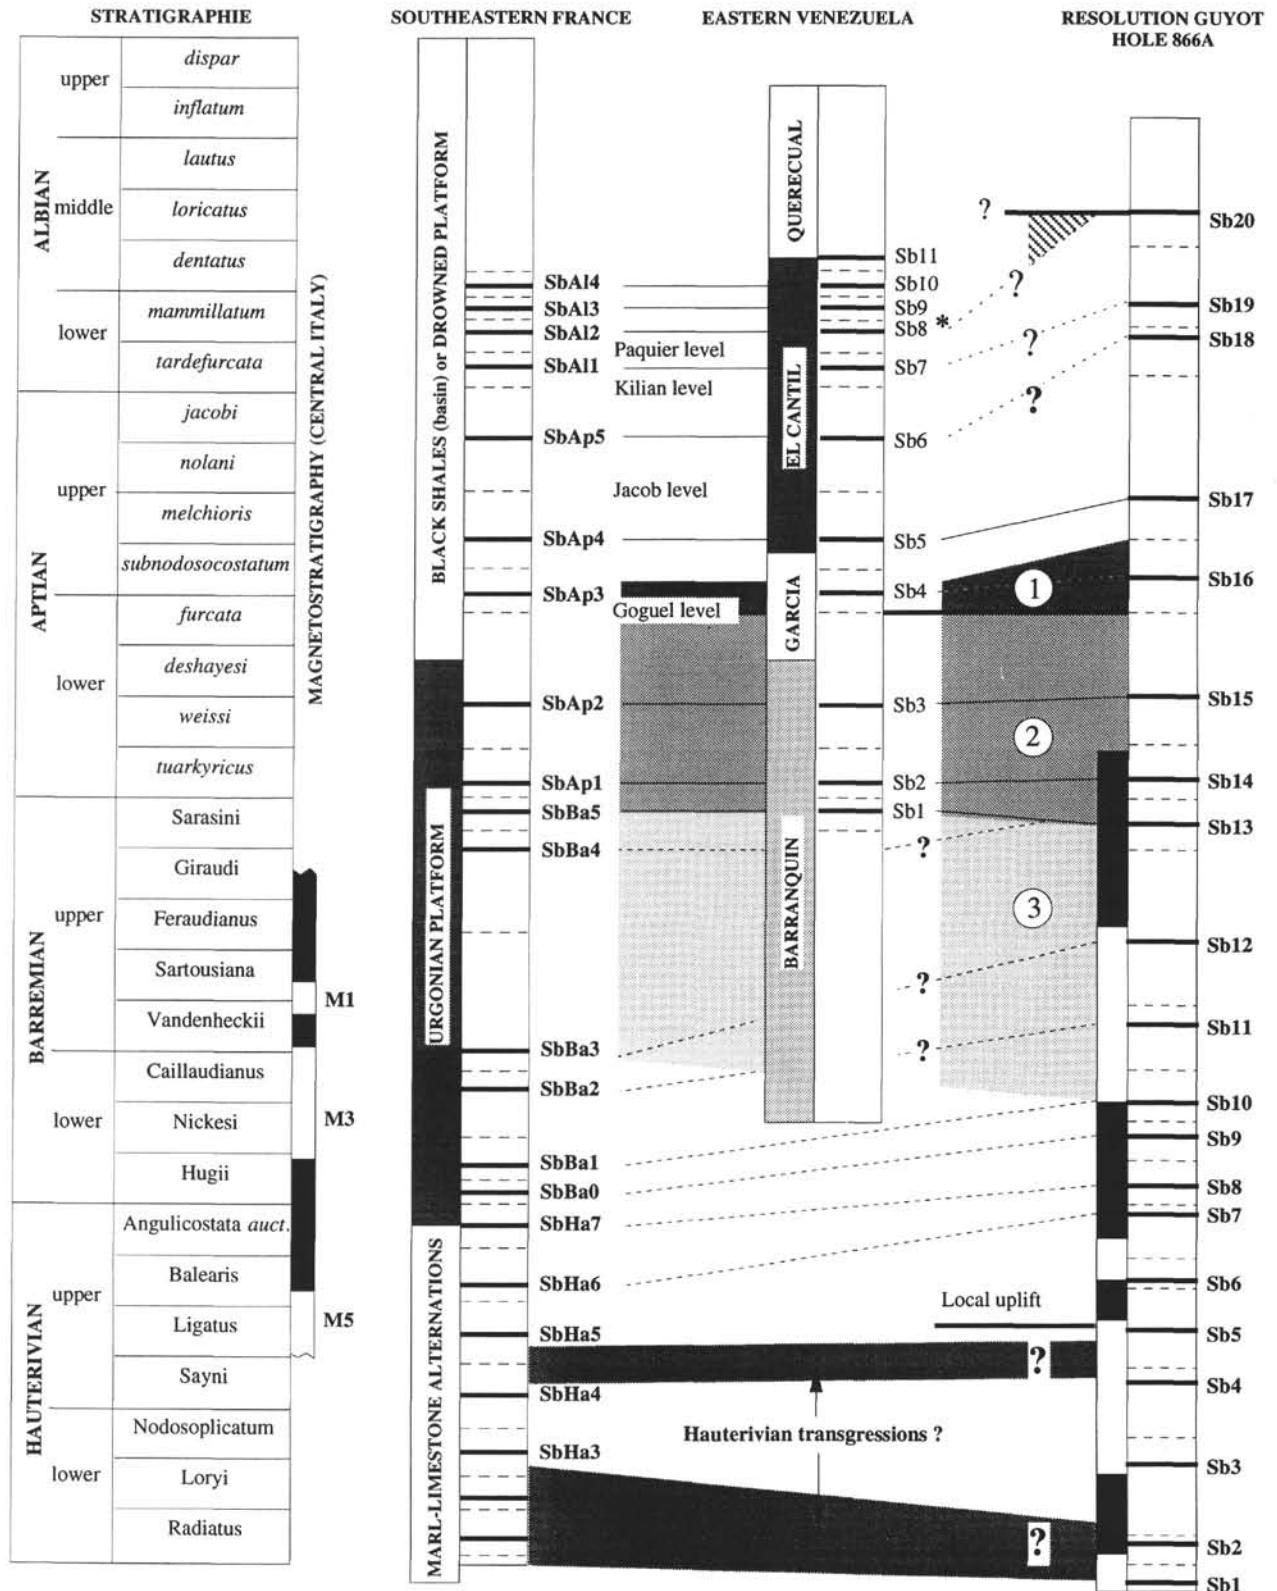 STRATIGRAPHIE
SOUTHEASTERN FRANCE
EASTERN VENEZUELA
RESOLUTION GUYOT
HOLE 866A
ALBIAN
upper
middle
lower
dispar
inflatum
lautus
loricatus
dentatus
mammillatum
tardefurcata
APTIAN
upper
lower
jacobi
nolani
melchioris
subnodosocostatum
furcata
deshayesi
weissi
tuarkyricus
BARREMIAN
upper
lower
Sarasini
Giraudi
Feraudianus
Sartousiana
Vandenheckii
Caillaudianus
Nickesi
Hugii
HAUTERIVIAN
upper
lower
Angulicostata auct.
Balearis
Ligatus
Sayni
Nodosoplicatum
Loryi
Radiatus
MAGNETOSTRATIGRAPHY (CENTRAL ITALY)
M1
M3
M5
BLACK SHALES (basin) or DROWNED PLATFORM
URGONIAN PLATFORM
MARL-LIMESTONE ALTERNATIONS
SbAl4
SbAl3
SbAl2
SbAl1
SbAp5
SbAp4
SbAp3
SbAp2
SbAp1
SbBa5
SbBa4
SbBa3
SbBa2
SbBa1
SbBa0
SbHa7
SbHa6
SbHa5
SbHa4
SbHa3
Paquier level
Kilian level
Jacob level
Goguel level
QUERECUAL
EL CANTIL
GARCIA
BARRANQUIN
Sb11
Sb10
Sb9
Sb8 *
Sb7
Sb6
Sb5
Sb4
Sb3
Sb2
Sb1
?
?
?
?
1
2
?
3
?
?
Local uplift
?
Hauterivian transgressions ?
?
Sb20
Sb19
Sb18
Sb17
Sb16
Sb15
Sb14
Sb13
Sb12
Sb11
Sb10
Sb9
Sb8
Sb7
Sb6
Sb5
Sb4
Sb3
Sb2
Sb1